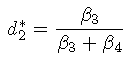 $d_2^* = \frac{\beta_3}{\beta_3 + \beta_4}$